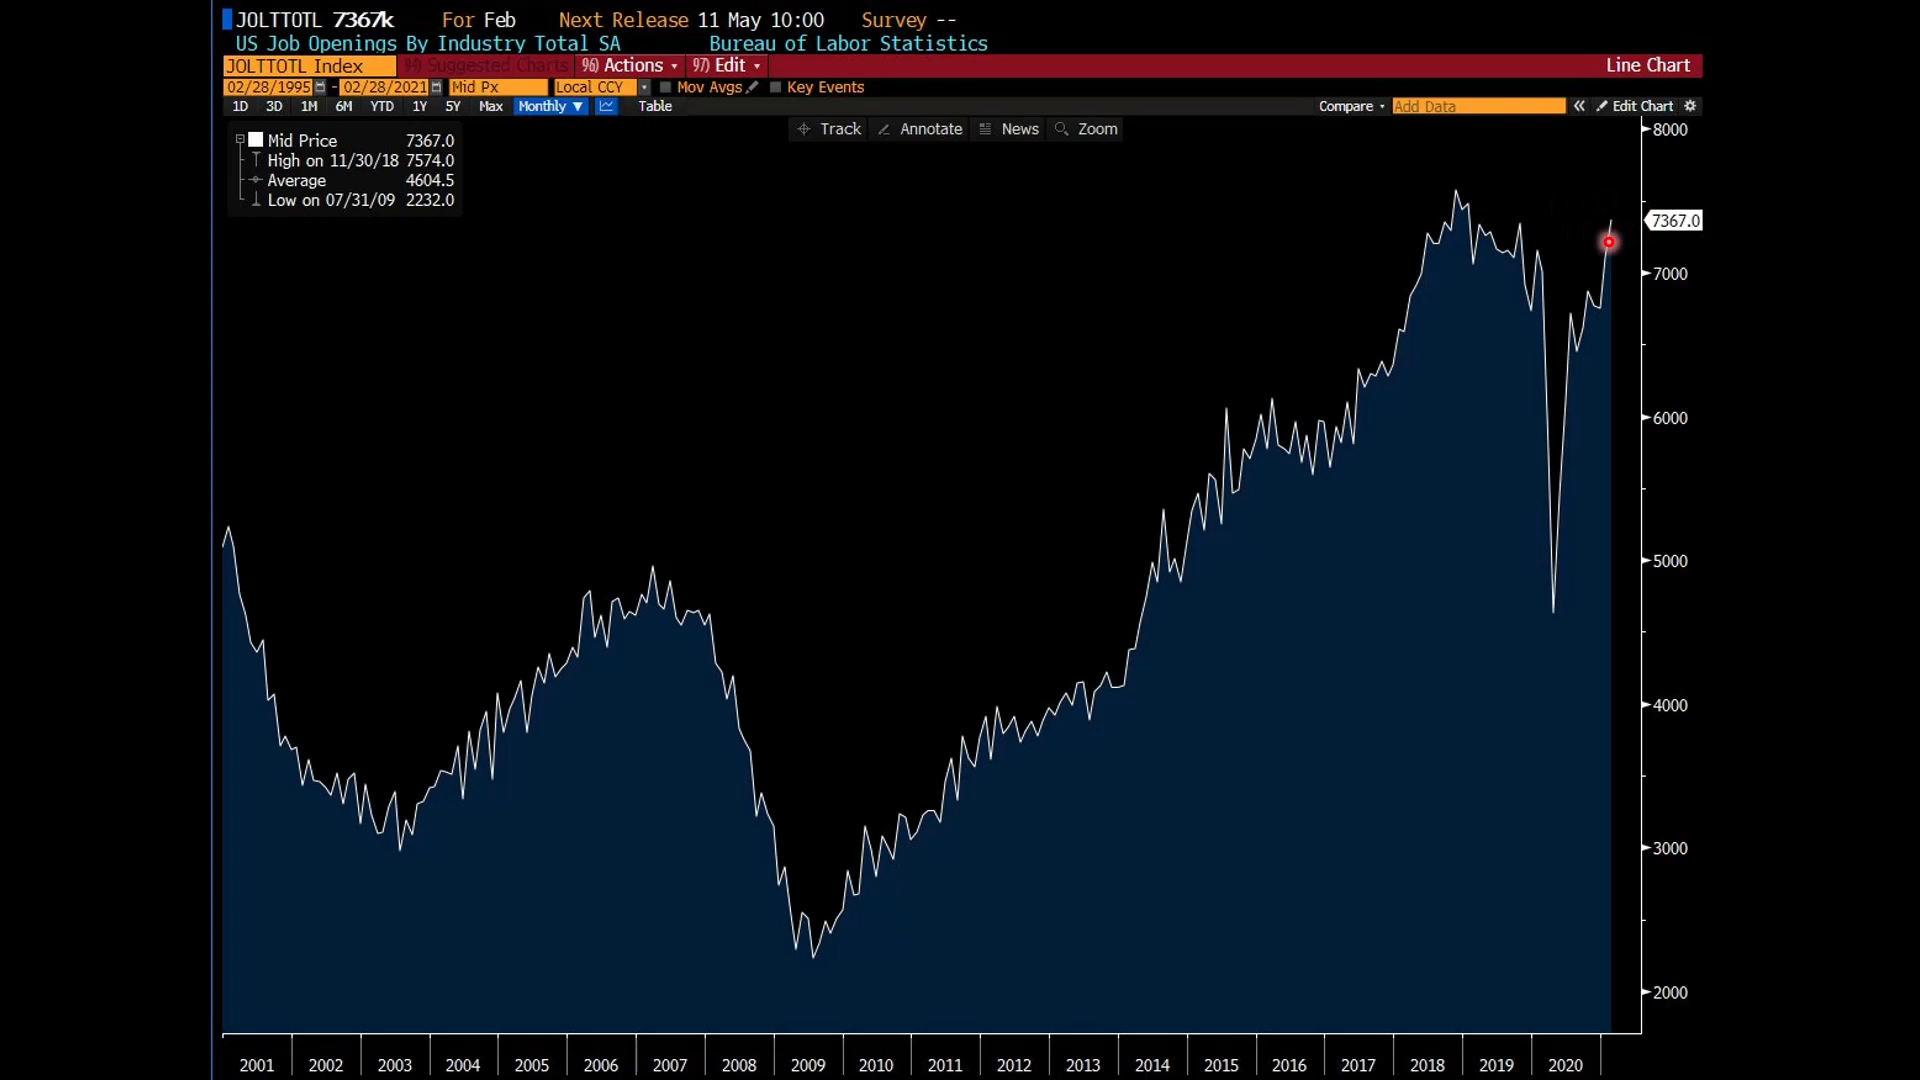 JOLTTOTL 7367k For Feb Next Release 11 May 10:00 Survey --
US Job Openings By Industry Total SA Bureau of Labor Statistics
JOLTTOTL Index 94) Suggested Charts 96) Actions 97) Edit Line Chart
02/28/1995 - 02/28/2021 Mid Px Local CCY Mov Avgs Key Events
1D 3D 1M 6M YTD 1Y 5Y Max Monthly ▼ Table Compare Add Data « Edit Chart
Track Annotate News Zoom
Mid Price 7367.0
High on 11/30/18 7574.0
Average 4604.5
Low on 07/31/09 2232.0
8000
7367.0
7000
6000
5000
4000
3000
2000
2001 2002 2003 2004 2005 2006 2007 2008 2009 2010 2011 2012 2013 2014 2015 2016 2017 2018 2019 2020